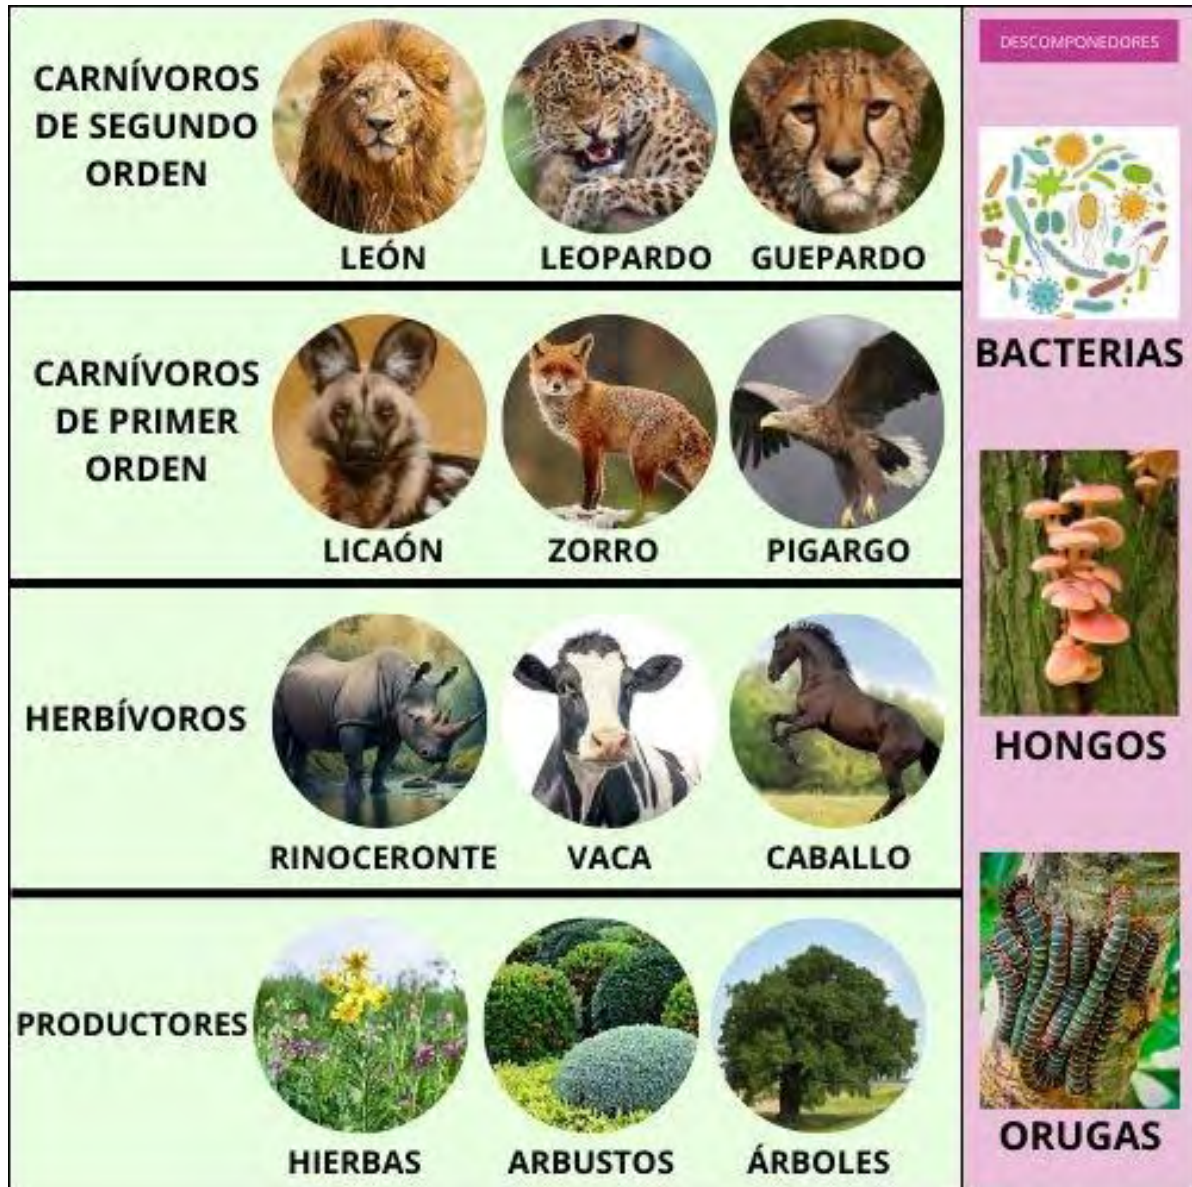 CARNÍVOROS
DE SEGUNDO
ORDEN
LEÓN
LEOPARDO
GUEPARDO
CARNÍVOROS
DE PRIMER
ORDEN
LICAÓN
ZORRO
PIGARGO
HERBÍVOROS
RINOCERONTE
VACA
CABALLO
PRODUCTORES
HIERBAS
ARBUSTOS
ÁRBOLES
DESCOMPONEDORES
BACTERIAS
HONGOS
ORUGAS